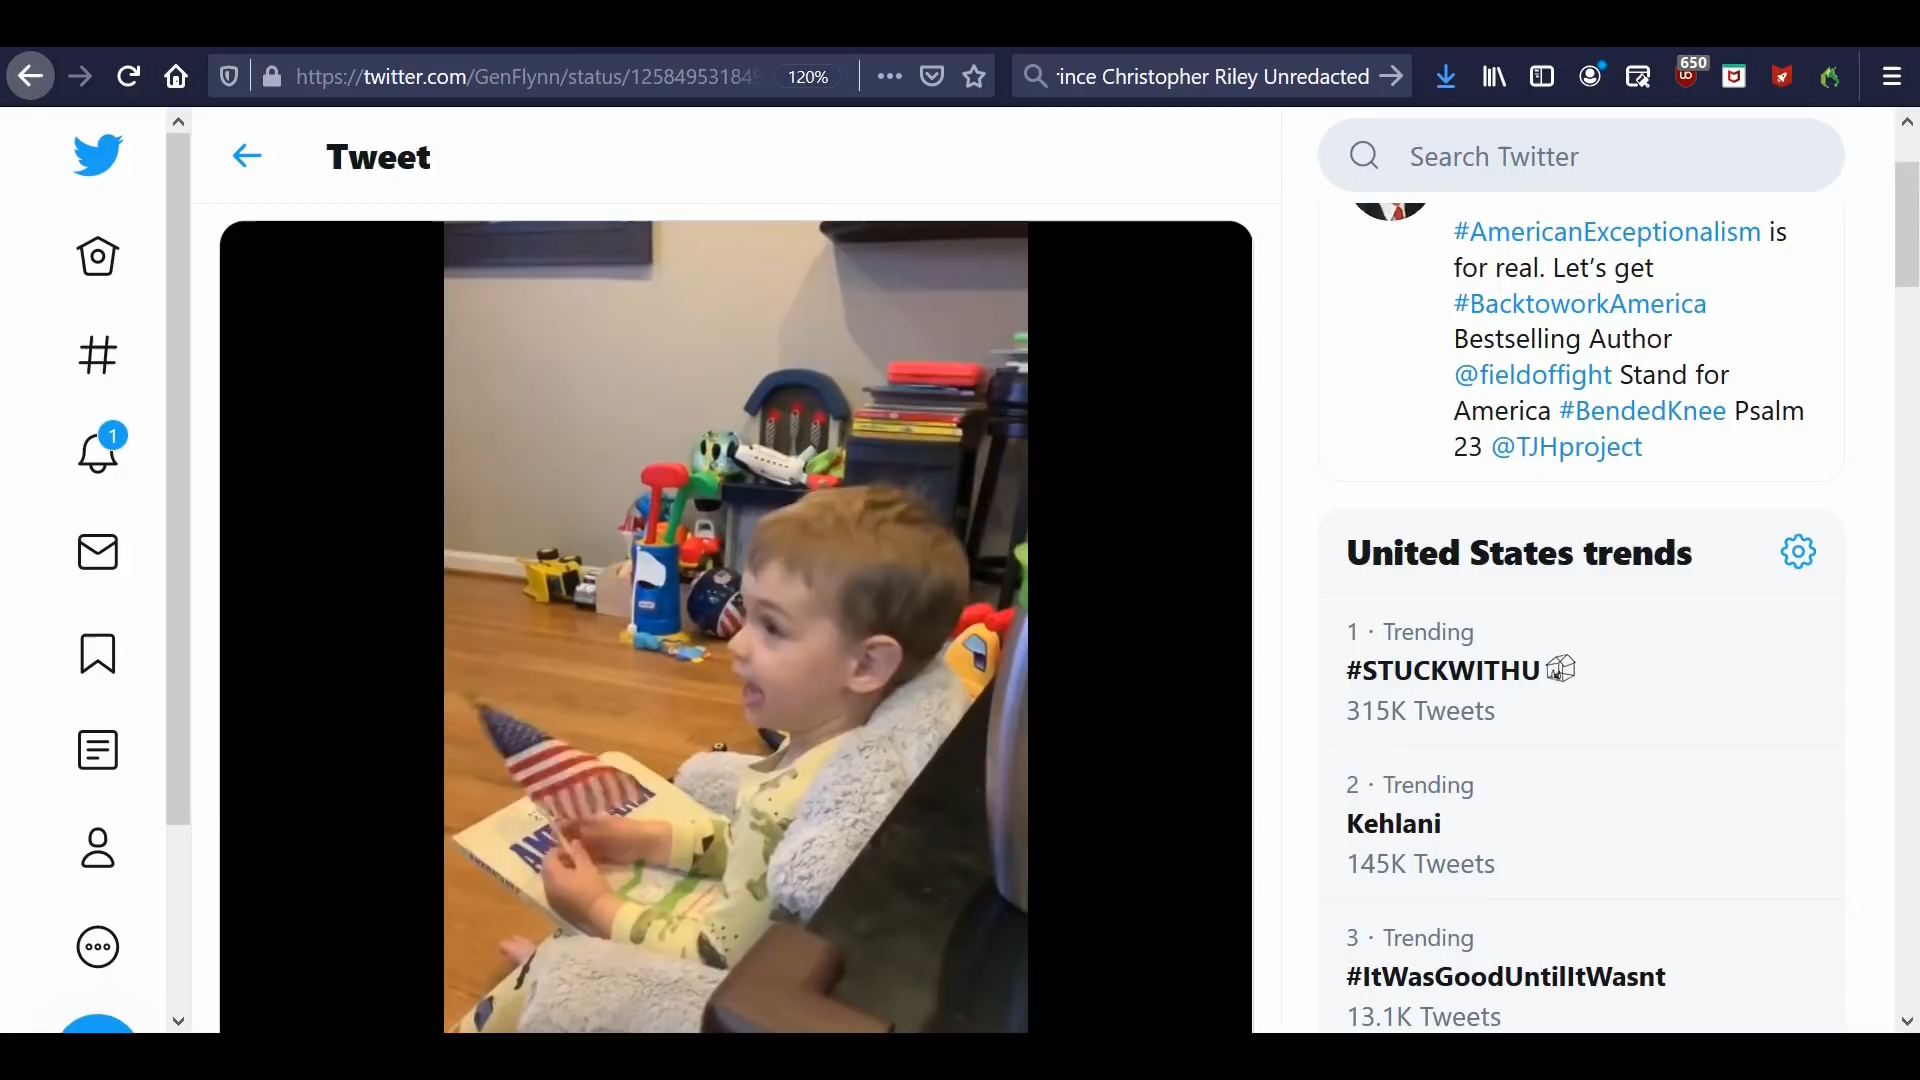 https://twitter.com/GenFlynn/status/125849531849
120%
ince Christopher Riley Unredacted
650
Tweet
Search Twitter
#AmericanExceptionalism is
for real. Let’s get
#BacktoworkAmerica
Bestselling Author
@fieldoffight Stand for
America #BendedKnee Psalm
23 @TJHproject
1
United States trends
1 · Trending
#STUCKWITHU
315K Tweets
2 · Trending
Kehlani
145K Tweets
3 · Trending
#ItWasGoodUntilItWasnt
13.1K Tweets